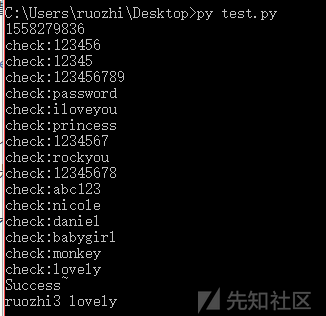 C:\Users\ruozhi\Desktop>py test.py
1558279836
check:123456
check:12345
check:123456789
check:password
check:iloveyou
check:princess
check:1234567
check:rockyou
check:12345678
check:abc123
check:nicole
check:daniel
check:babygirl
check:monkey
check:lovely
Success~
ruozhi3 lovely
先知社区